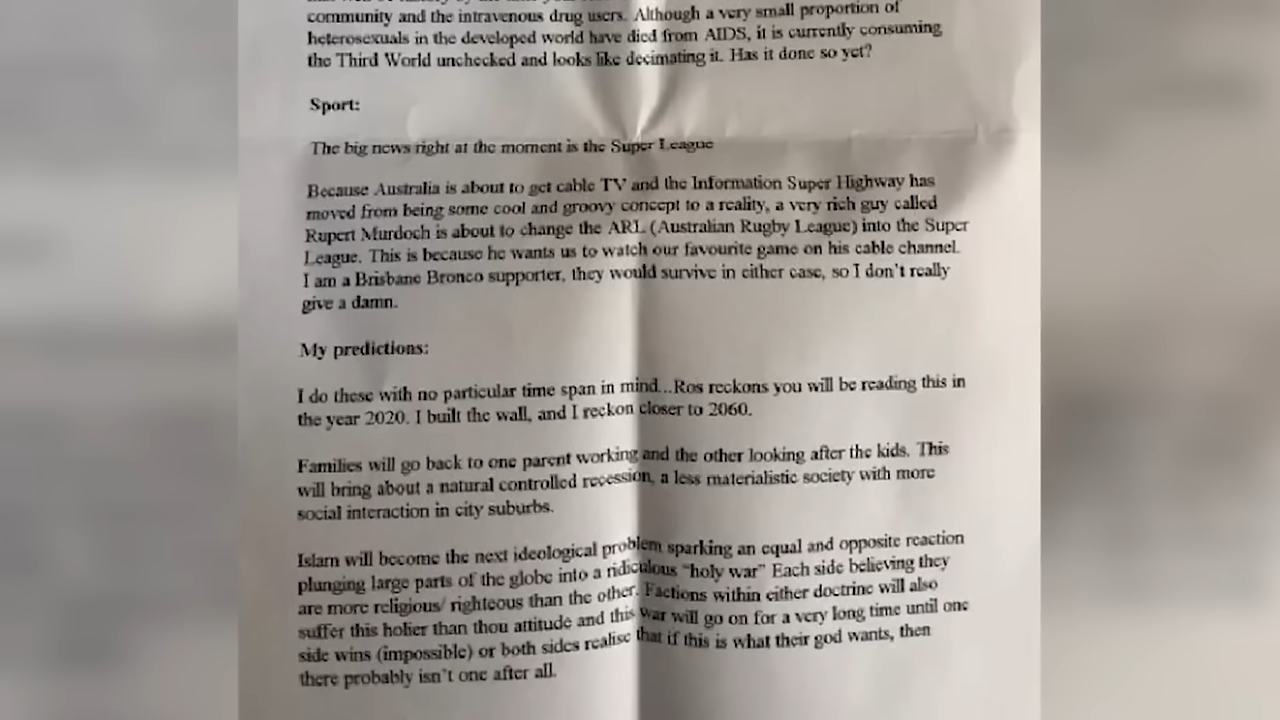 community and the intravenous drug users. Although a very small proportion of
heterosexuals in the developed world have died from AIDS, it is currently consuming
the Third World unchecked and looks like decimating it. Has it done so yet?
Sport:
The big news right at the moment is the Super League
Because Australia is about to get cable TV and the Information Super Highway has
moved from being some cool and groovy concept to a reality, a very rich guy called
Rupert Murdoch is about to change the ARL (Australian Rugby League) into the Super
League. This is because he wants us to watch our favourite game on his cable channel.
I am a Brisbane Bronco supporter, they would survive in either case, so I don't really
give a damn.
My predictions:
I do these with no particular time span in mind...Ros reckons you will be reading this in
the year 2020. I built the wall, and I reckon closer to 2060.
Families will go back to one parent working and the other looking after the kids. This
will bring about a natural controlled recession, a less materialistic society with more
social interaction in city suburbs.
Islam will become the next ideological problem sparking an equal and opposite reaction
plunging large parts of the globe into a ridiculous "holy war" Each side believing they
are more religious/ righteous than the other. Factions within either doctrine will also
suffer this holier than thou attitude and this war will go on for a very long time until one
side wins (impossible) or both sides realise that if this is what their god wants, then
there probably isn't one after all.